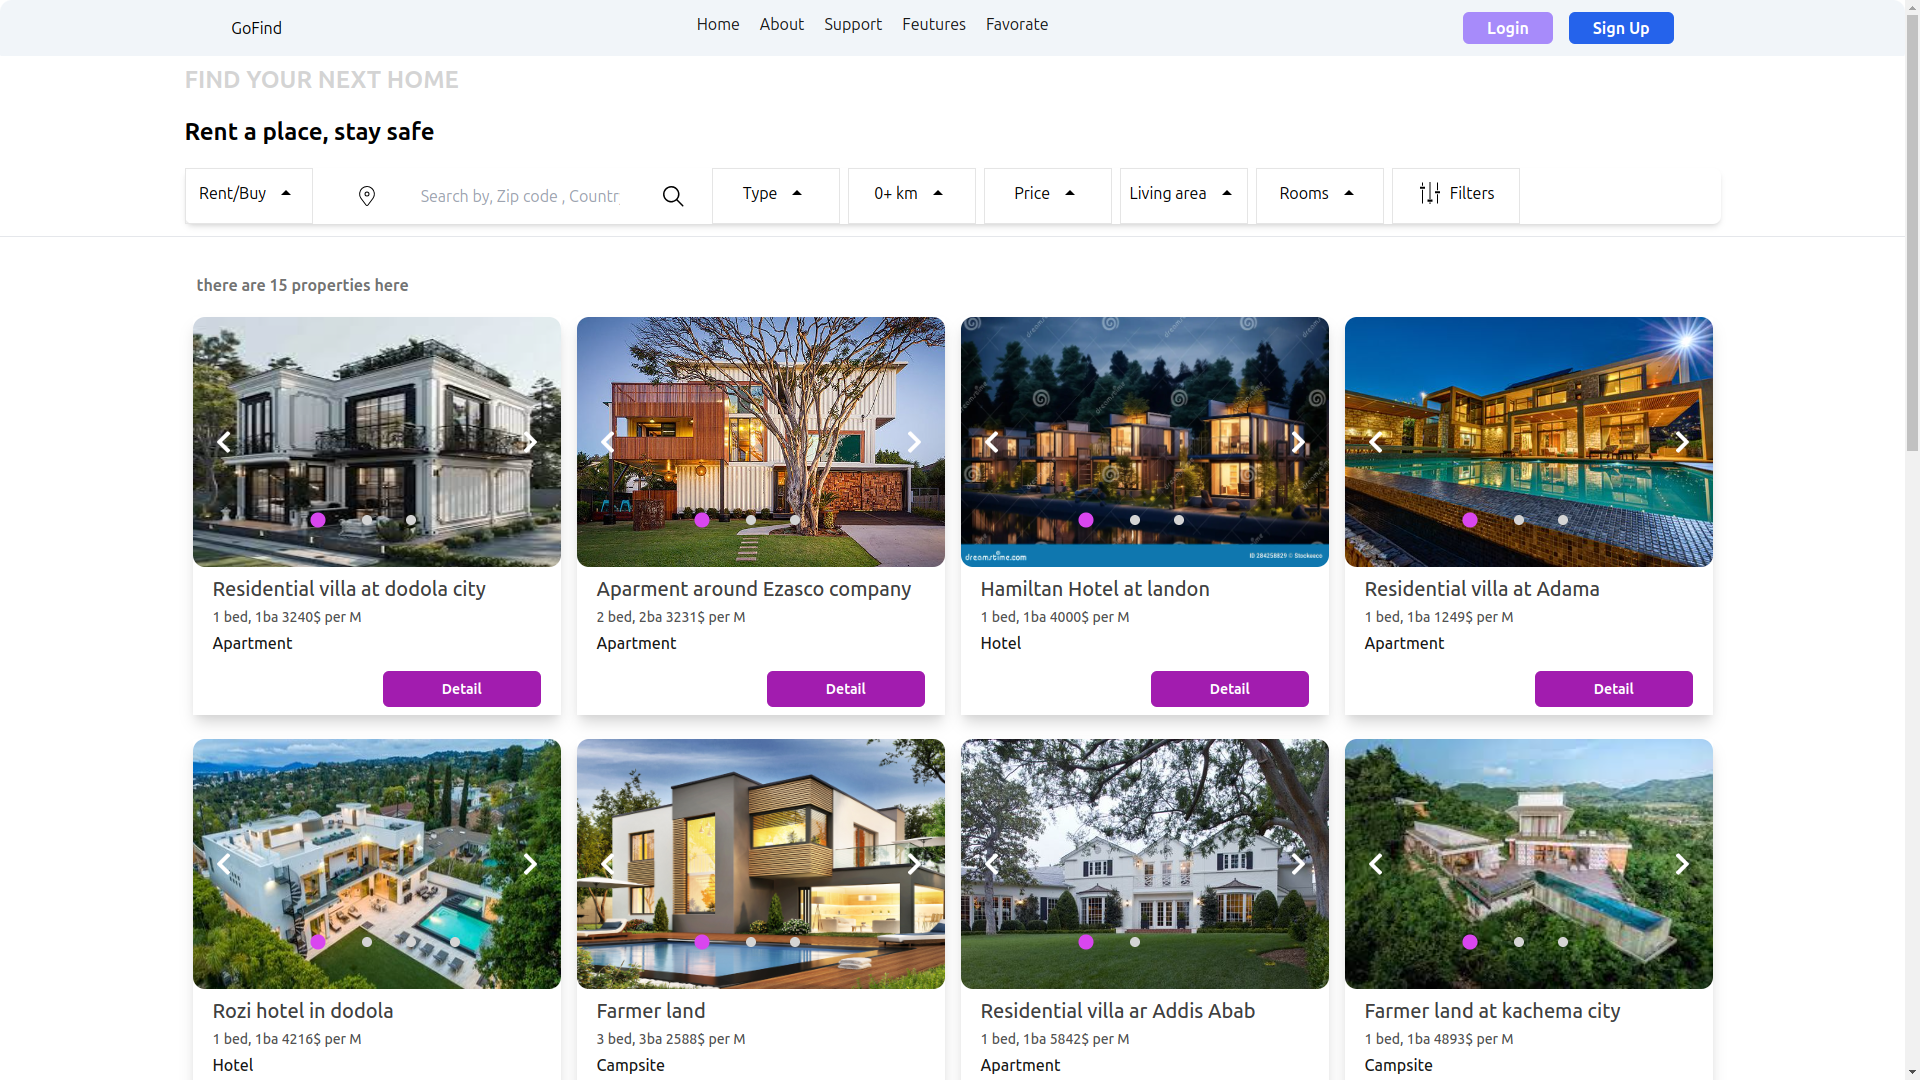 GoFind
Home About Support Feutures Favorate
Login Sign Up
FIND YOUR NEXT HOME
Rent a place, stay safe
Rent/Buy Search by, Zip code , Countr Type 0+ km Price Living area Rooms Filters
there are 15 properties here
dreamstime.com
ID 284258829 © Stockeeco
Residential villa at dodola city
1 bed, 1ba 3240$ per M
Apartment
Detail
Aparment around Ezasco company
2 bed, 2ba 3231$ per M
Apartment
Detail
Hamiltan Hotel at landon
1 bed, 1ba 4000$ per M
Hotel
Detail
Residential villa at Adama
1 bed, 1ba 1249$ per M
Apartment
Detail
Rozi hotel in dodola
1 bed, 1ba 4216$ per M
Hotel
Farmer land
3 bed, 3ba 2588$ per M
Campsite
Residential villa ar Addis Abab
1 bed, 1ba 5842$ per M
Apartment
Farmer land at kachema city
1 bed, 1ba 4893$ per M
Campsite